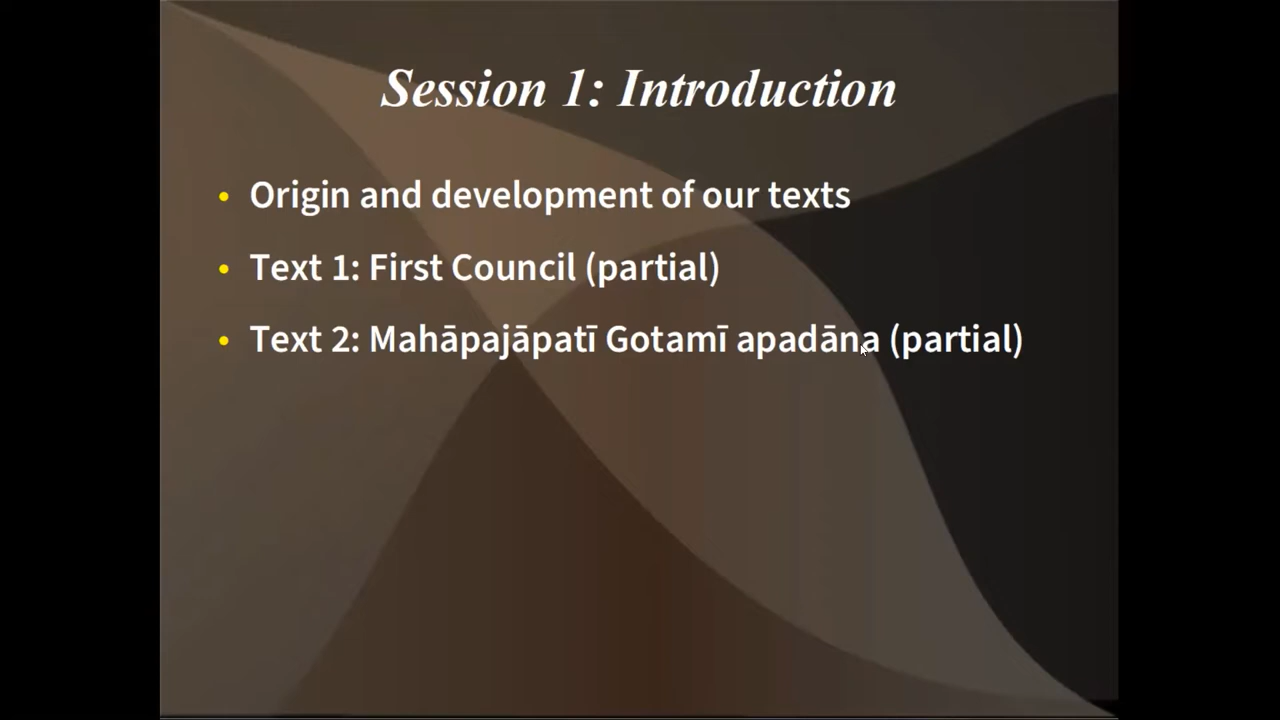 Session 1: Introduction
• Origin and development of our texts
• Text 1: First Council (partial)
• Text 2: Mahāpajāpatī Gotamī apadāna (partial)